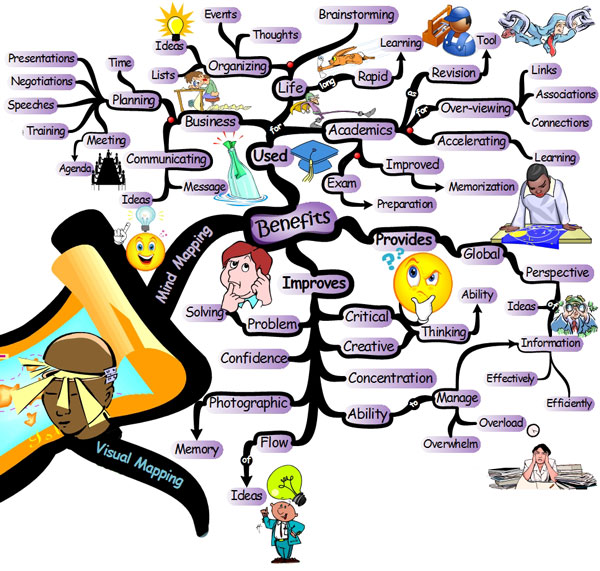 Mind Mapping
Visual Mapping
Benefits
Used
for
Business
Planning
Time
Presentations
Negotiations
Speeches
Training
Meeting
Agenda
Communicating
Ideas
Message
Life
Organizing
Lists
Ideas
Events
Thoughts
Brainstorming
long
Rapid
Learning
Academics
as
Revision
Tool
for
Over-viewing
Links
Associations
Connections
Accelerating
Learning
Improved
Memorization
Exam
Preparation
Provides
Global
Perspective
Ideas
or
Information
Improves
Problem
Solving
Confidence
Photographic
Memory
Flow
of
Ideas
Critical
Creative
Thinking
Ability
Concentration
Ability
to
Manage
Information
Effectively
Efficiently
Overload
Overwhelm
??